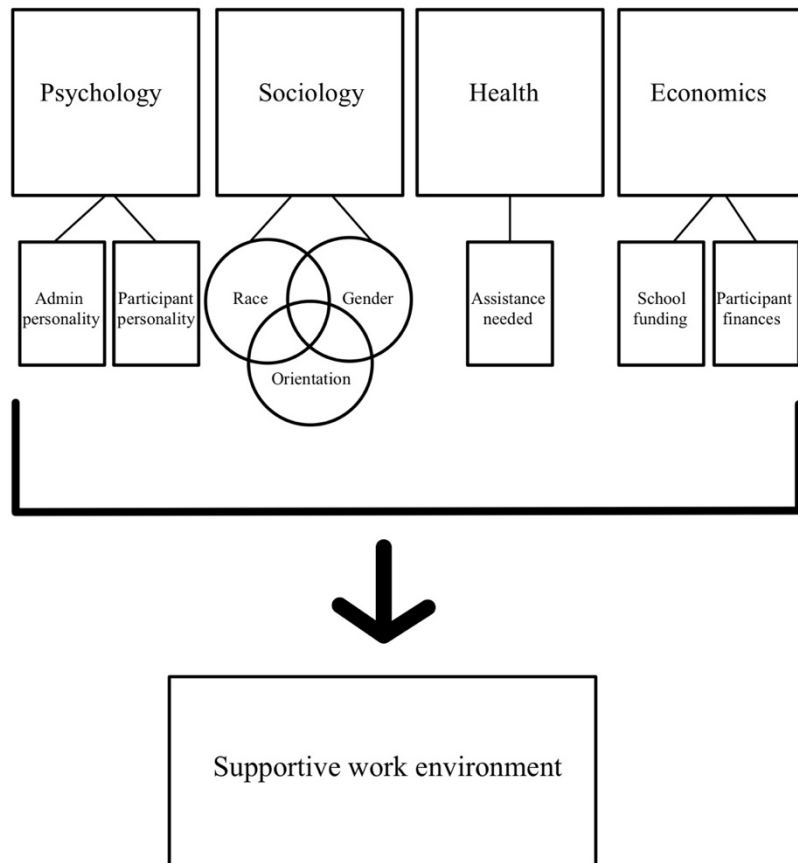 Psychology
Sociology
Health
Economics
Admin
personality
Participant
personality
Race
Gender
Orientation
Assistance
needed
School
funding
Participant
finances
Supportive work environment